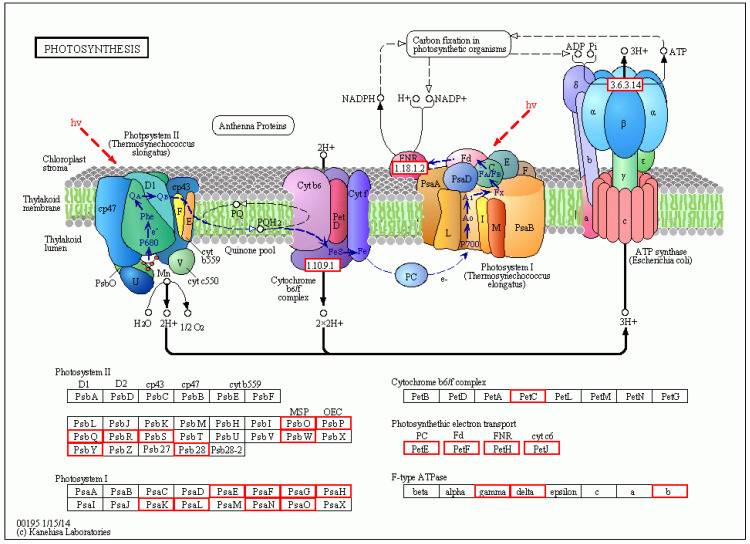 PHOTOSYNTHESIS
Carbon fixation in
photosynthetic organisms
ADP Pi
3H+
ATP
NADPH
H+
NADP+
hν
Photpsystem II
(Thermosynechococcus
elongatus)
Anthenna Proteins
2H+
hν
Chloroplast
stroma
Thylakoid
membrane
Thylakoid
lumen
D1
cp43
cp47
QA
QB
Phe
e-
P680
F
E
V
U
Mn
PsbO
cyt
b559
cyt c550
H2O
2H+
1/2 O2
PQ
PQH2
Quinone pool
Cyt b6
Cyt f
Pet
D
FeS
Fe
1.10.9.1
Cytochrome
b6/f
complex
2×2H+
PC
e-
FNR
1.18.1.2
Fd
E
FA/FB
F
PsaA
PsaD
Fx
A1
A0
P700
L
I
M
PsaB
Photosystem I
(Thermosynechococcus
elongatus)
3.6.3.14
δ
α
β
α
b
ε
γ
a
c
ATP synthase
(Escherichia coli)
3H+
Photosystem II
D1 D2 cp43 cp47 cyt b559
PsbA PsbD PsbC PsbB PsbE PsbF
MSP OEC
PsbL PsbJ PsbK PsbM PsbH PsbI PsbO PsbP
PsbQ PsbR PsbS PsbT PsbU PsbV PsbW PsbX
PsbY PsbZ Psb27 Psb28 Psb28-2
Photosystem I
PsaA PsaB PsaC PsaD PsaE PsaF PsaG PsaH
PsaI PsaJ PsaK PsaL PsaM PsaN PsaO PsaX
Cytochrome b6/f complex
PetB PetD PetA PetC PetL PetM PetN PetG
Photosynthethic electron transport
PC Fd FNR cyt c6
PetE PetF PetH PetJ
F-type ATPase
beta alpha gamma delta epsilon c a b
00195 1/15/14
(c) Kanehisa Laboratories